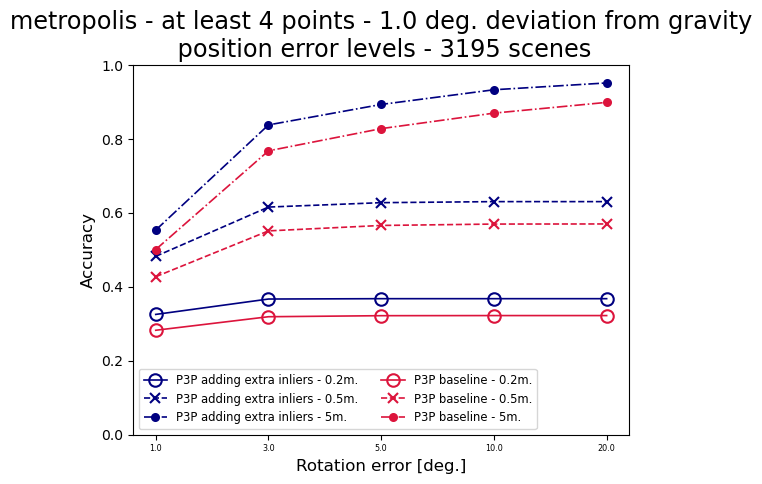 metropolis - at least 4 points - 1.0 deg. deviation from gravity
position error levels - 3195 scenes
1.0
0.8
0.6
0.4
0.2
0.0
Accuracy
P3P adding extra inliers - 0.2m.
P3P adding extra inliers - 0.5m.
P3P adding extra inliers - 5m.
P3P baseline - 0.2m.
P3P baseline - 0.5m.
P3P baseline - 5m.
1.0 3.0 5.0 10.0 20.0
Rotation error [deg.]